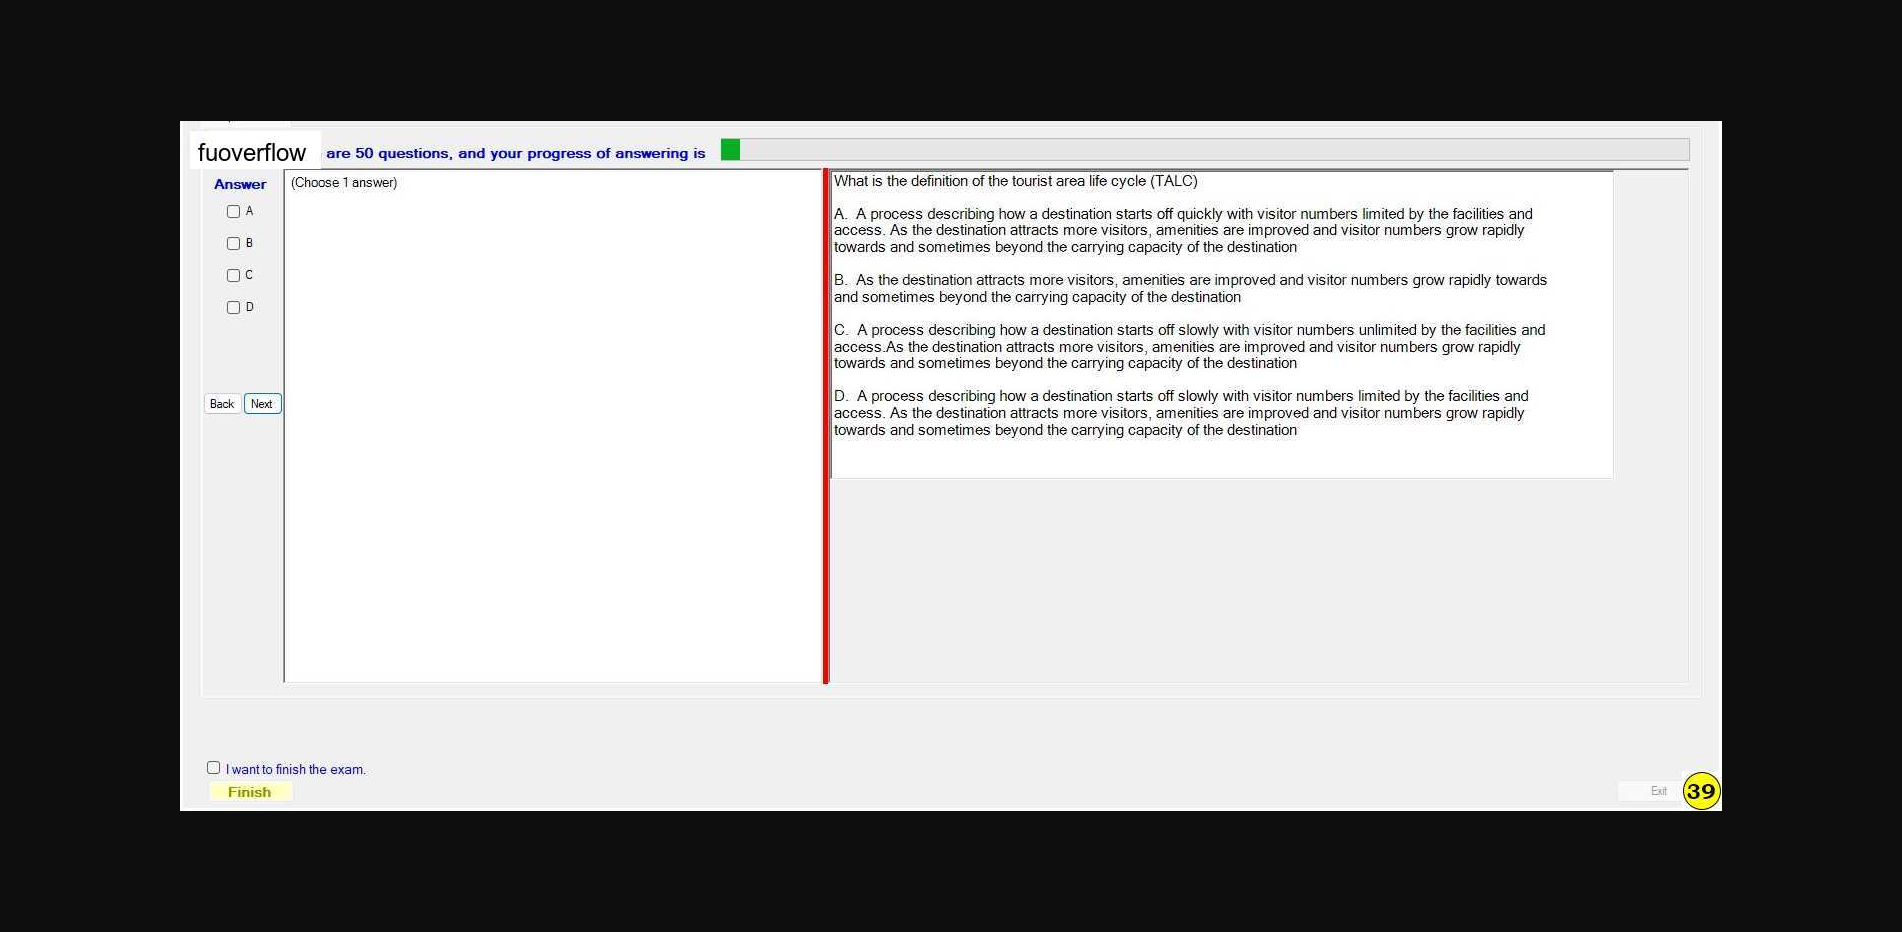 fuoverflow are 50 questions, and your progress of answering is
Answer
A
B
C
D
Back Next
(Choose 1 answer)
What is the definition of the tourist area life cycle (TALC)
A. A process describing how a destination starts off quickly with visitor numbers limited by the facilities and
access. As the destination attracts more visitors, amenities are improved and visitor numbers grow rapidly
towards and sometimes beyond the carrying capacity of the destination
B. As the destination attracts more visitors, amenities are improved and visitor numbers grow rapidly towards
and sometimes beyond the carrying capacity of the destination
C. A process describing how a destination starts off slowly with visitor numbers unlimited by the facilities and
access.As the destination attracts more visitors, amenities are improved and visitor numbers grow rapidly
towards and sometimes beyond the carrying capacity of the destination
D. A process describing how a destination starts off slowly with visitor numbers limited by the facilities and
access. As the destination attracts more visitors, amenities are improved and visitor numbers grow rapidly
towards and sometimes beyond the carrying capacity of the destination
I want to finish the exam.
Finish
Exit
39